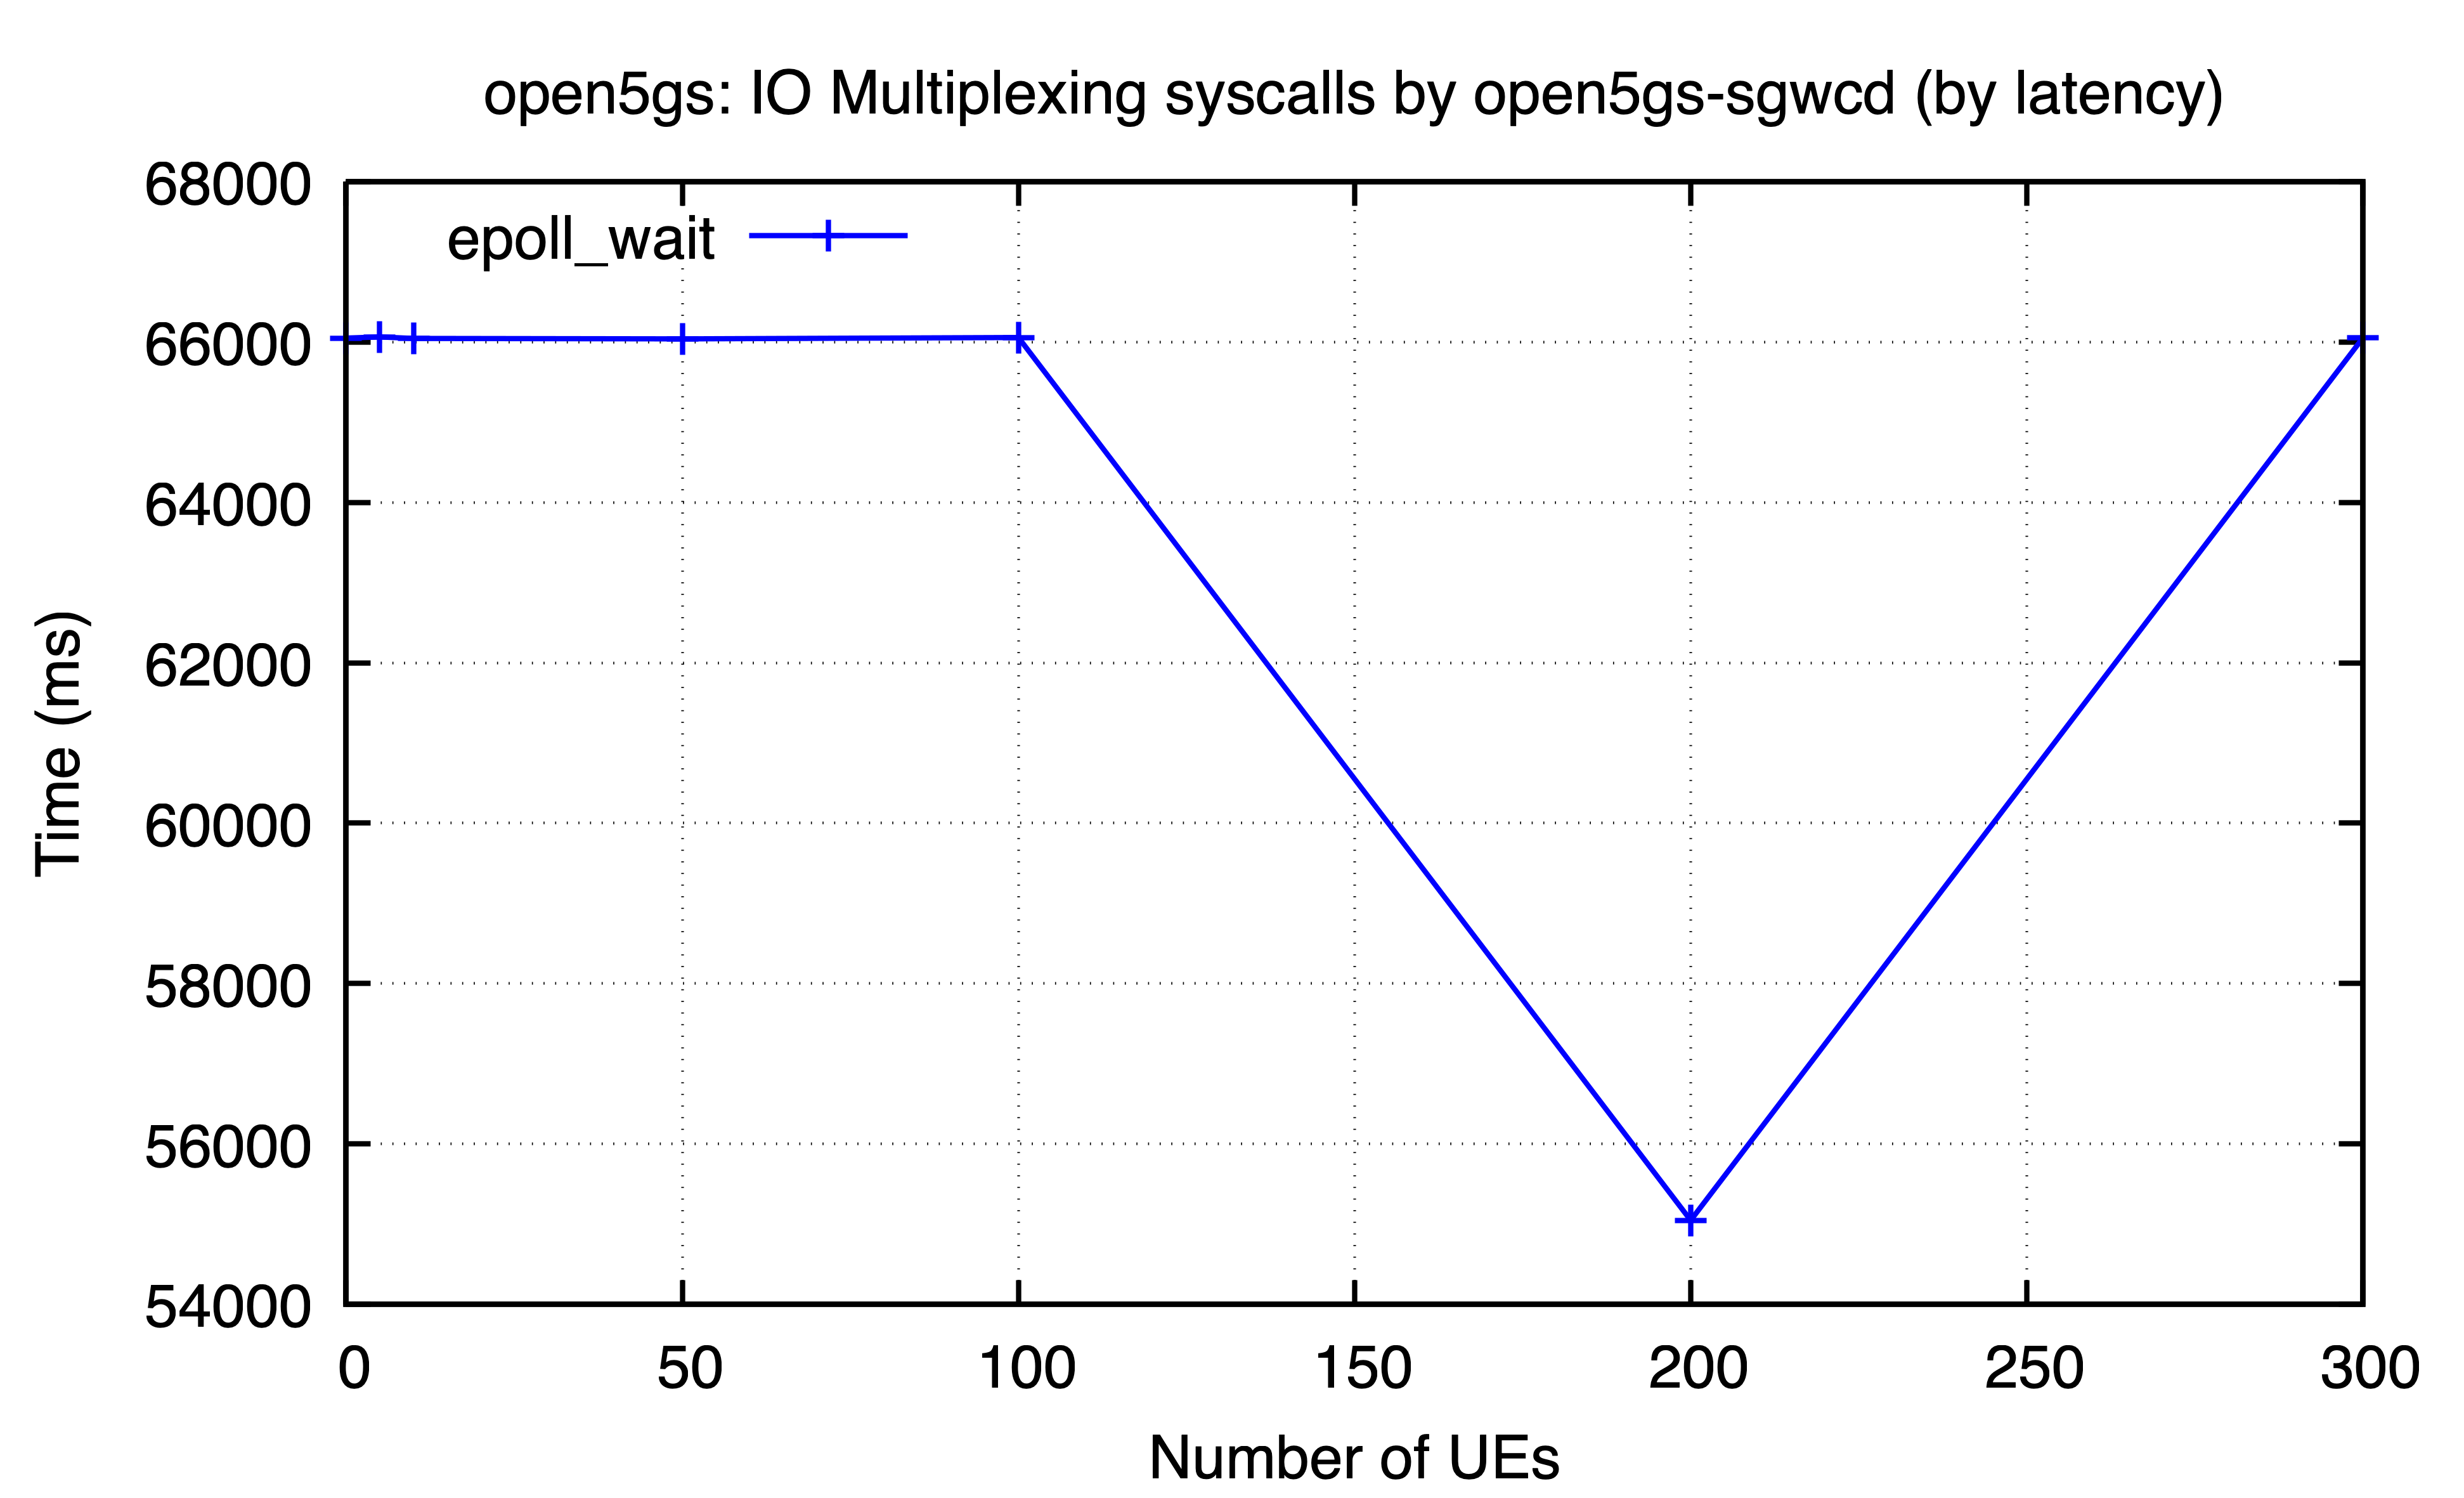 open5gs: IO Multiplexing syscalls by open5gs-sgwcd (by latency)
68000
epoll_wait
66000
64000
62000
60000
58000
56000
54000
Time (ms)
0 50 100 150 200 250 300
Number of UEs